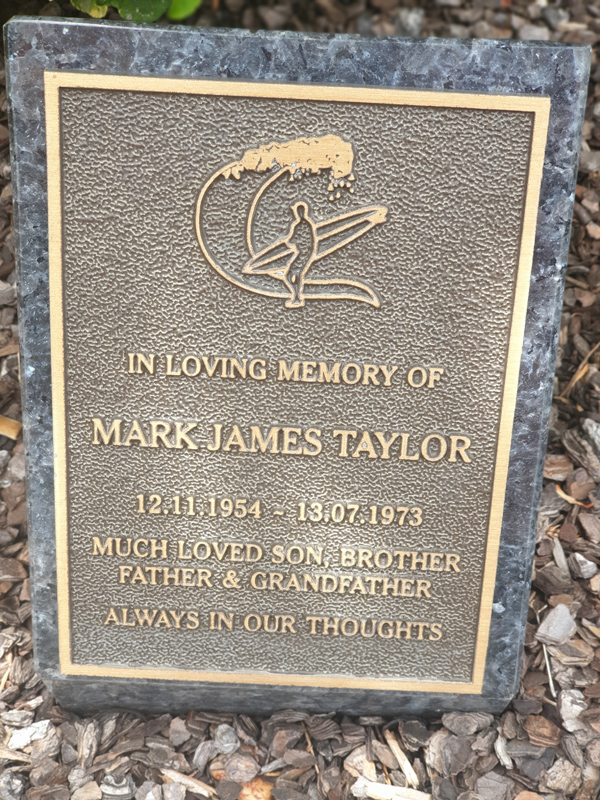 IN LOVING MEMORY OF
MARK JAMES TAYLOR
12.11.1954 ~ 13.07.1973
MUCH LOVED SON, BROTHER
FATHER & GRANDFATHER
ALWAYS IN OUR THOUGHTS